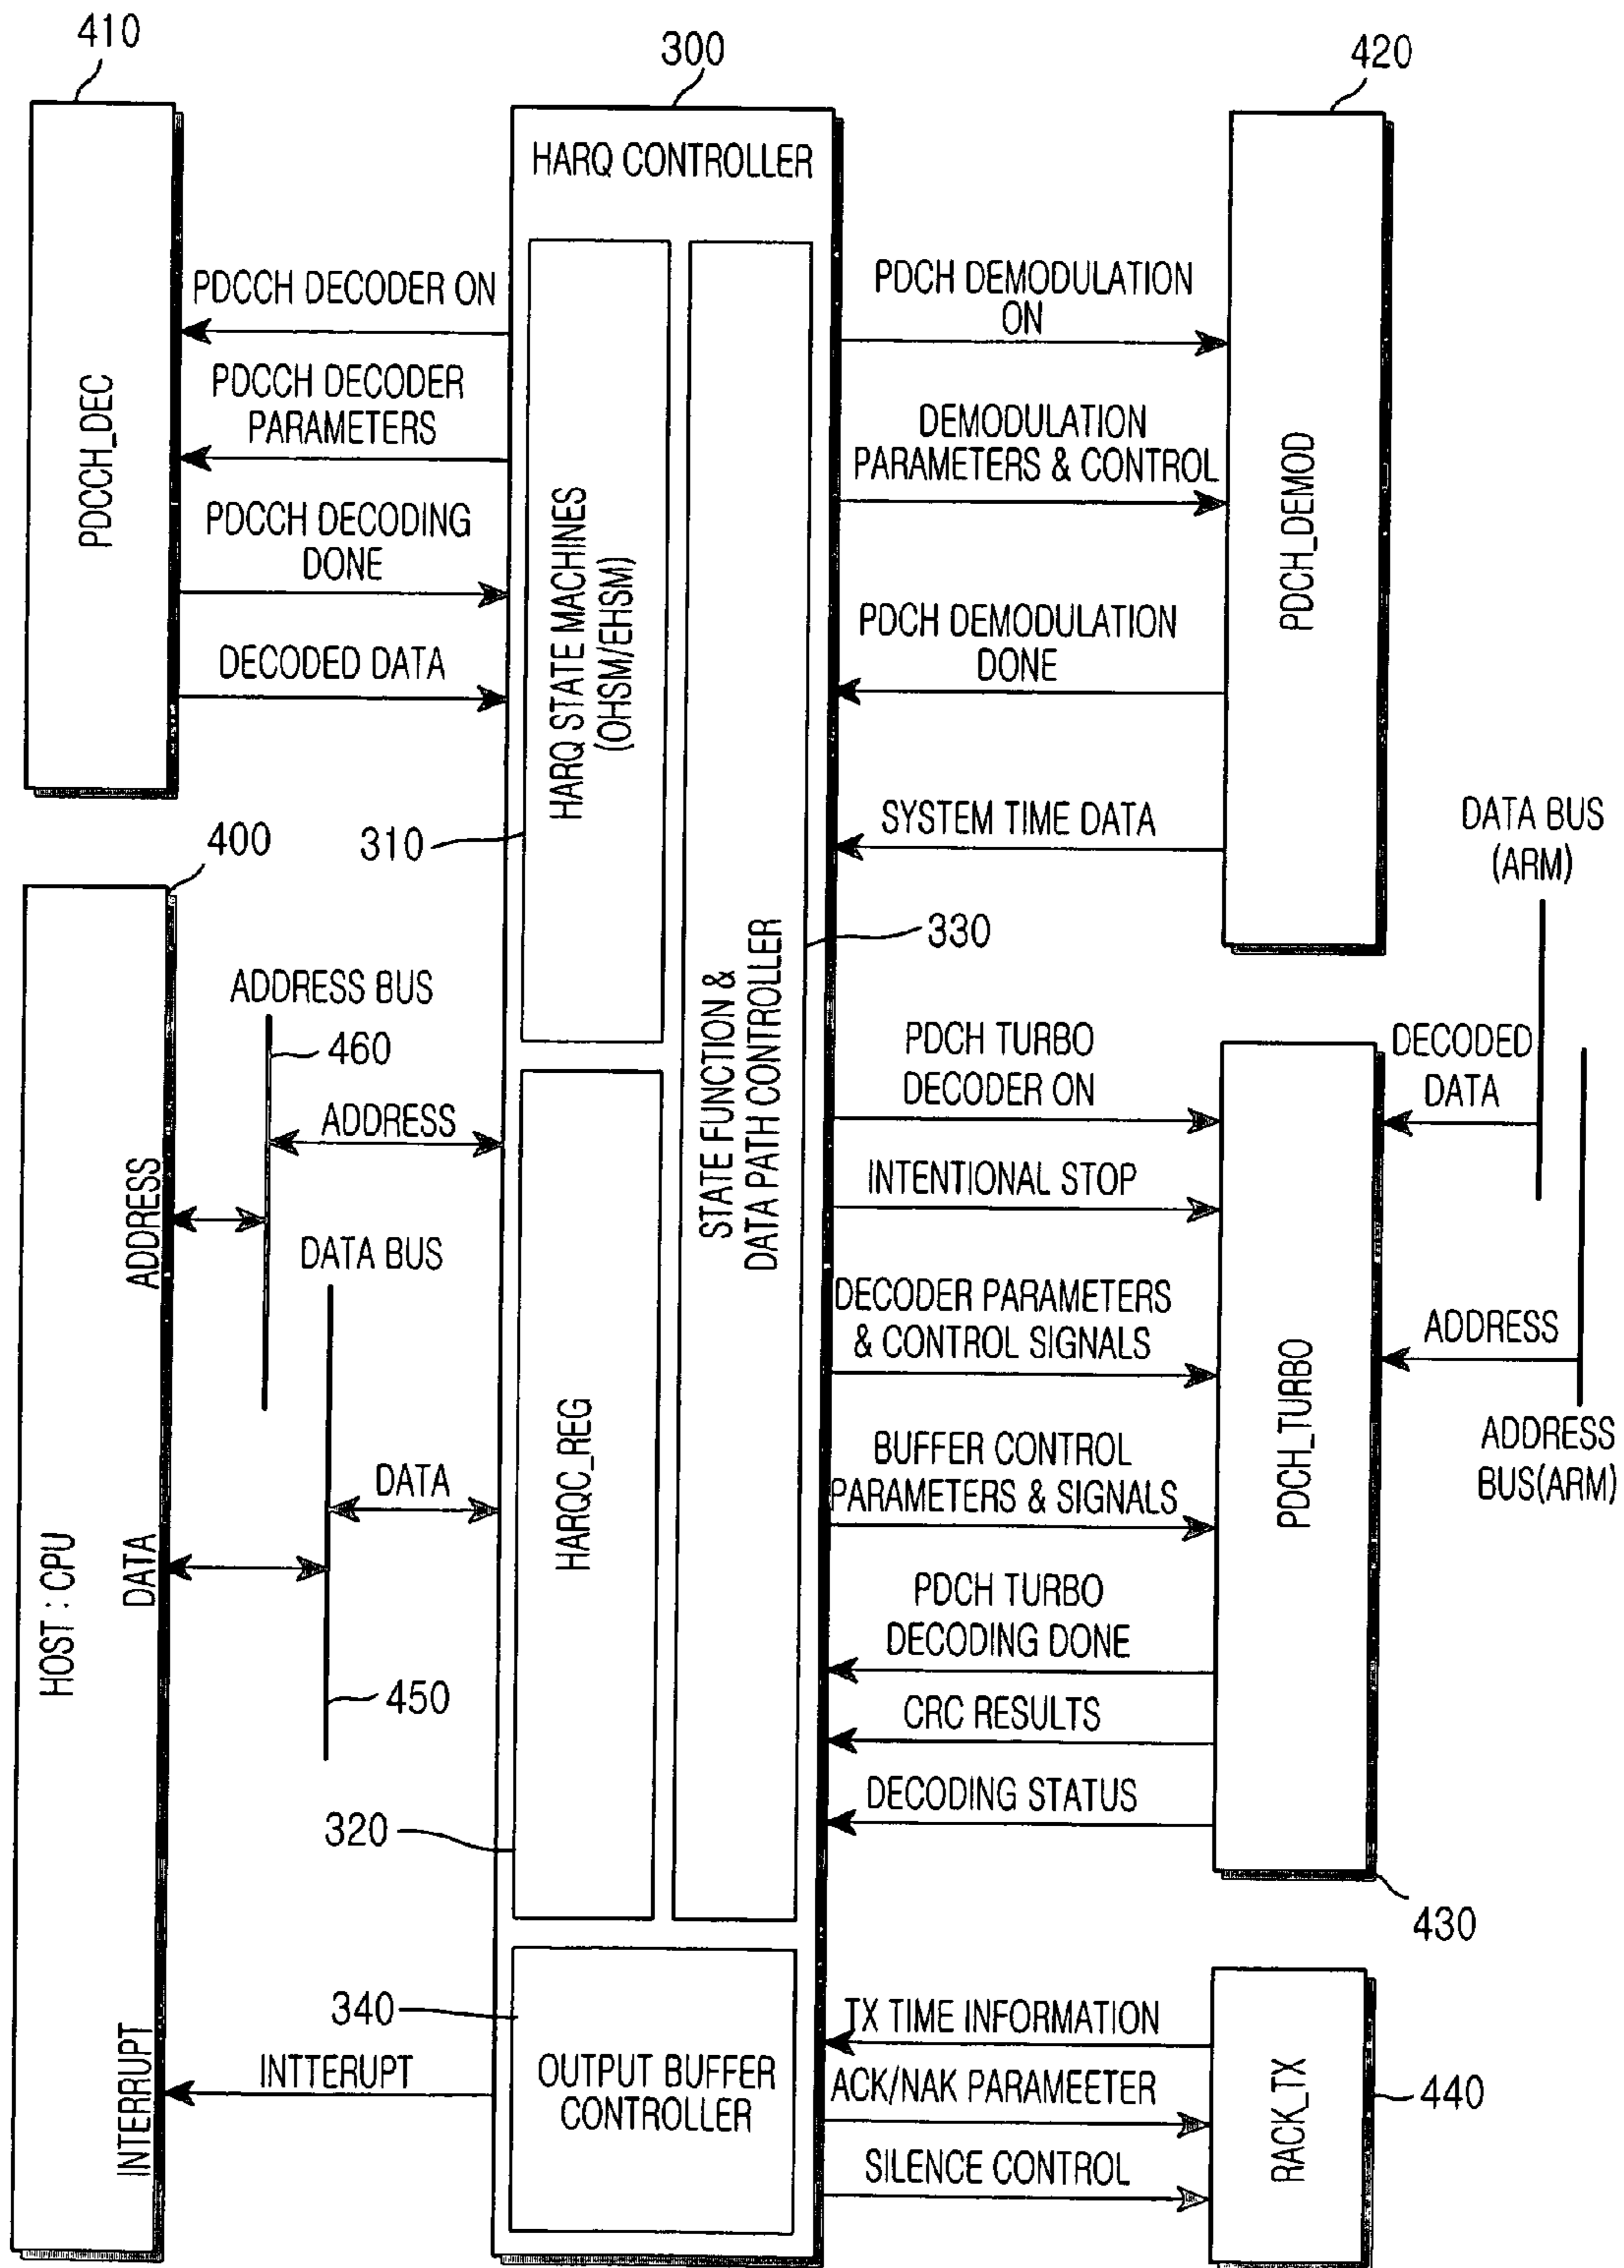 410
300
420
HARQ CONTROLLER
PDCCH DECODER ON
PDCCH DECODER
PARAMETERS
PDCCH DECODING
DONE
DECODED DATA
PDCCH_DEC
HARQ STATE MACHINES
(OHSM/EHSM)
310
PDCH DEMODULATION
ON
DEMODULATION
PARAMETERS & CONTROL
PDCH DEMODULATION
DONE
SYSTEM TIME DATA
PDCH_DEMOD
DATA BUS
(ARM)
400
330
STATE FUNCTION &
DATA PATH CONTROLLER
ADDRESS BUS
460
ADDRESS
ADDRESS
DATA BUS
DATA
DATA
HOST : CPU
450
HARQC_REG
320
PDCH TURBO
DECODER ON
INTENTIONAL STOP
DECODER PARAMETERS
& CONTROL SIGNALS
BUFFER CONTROL
PARAMETERS & SIGNALS
PDCH TURBO
DECODING DONE
CRC RESULTS
DECODING STATUS
PDCH_TURBO
DECODED
DATA
ADDRESS
ADDRESS
BUS(ARM)
430
340
INTERRUPT
INTTERUPT
OUTPUT BUFFER
CONTROLLER
TX TIME INFORMATION
ACK/NAK PARAMEETER
SILENCE CONTROL
RACK_TX
440